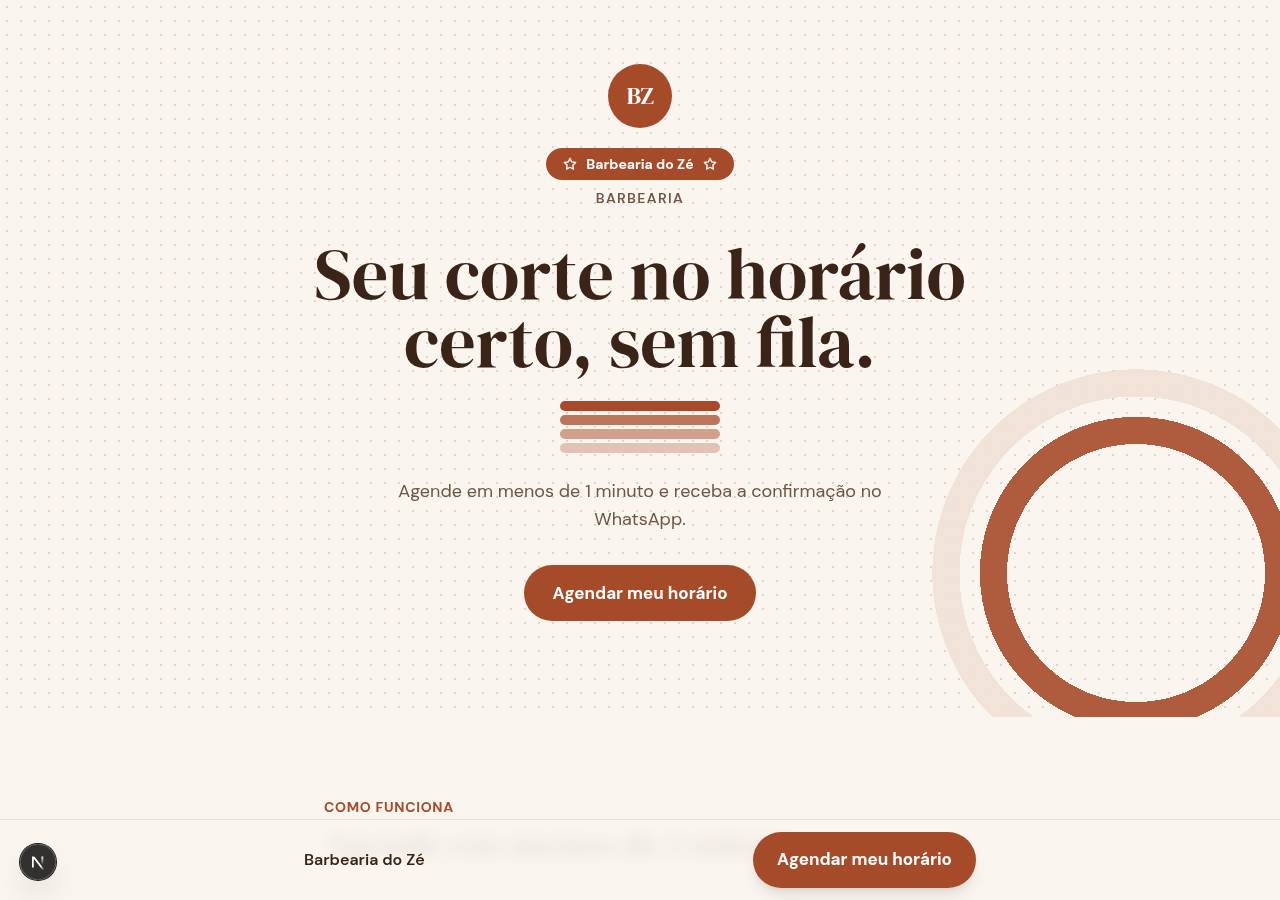 BZ
Barbearia do Zé
BARBEARIA
Seu corte no horário
certo, sem fila.
Agende em menos de 1 minuto e receba a confirmação no
WhatsApp.
Agendar meu horário
COMO FUNCIONA
N
Barbearia do Zé
Agendar meu horário